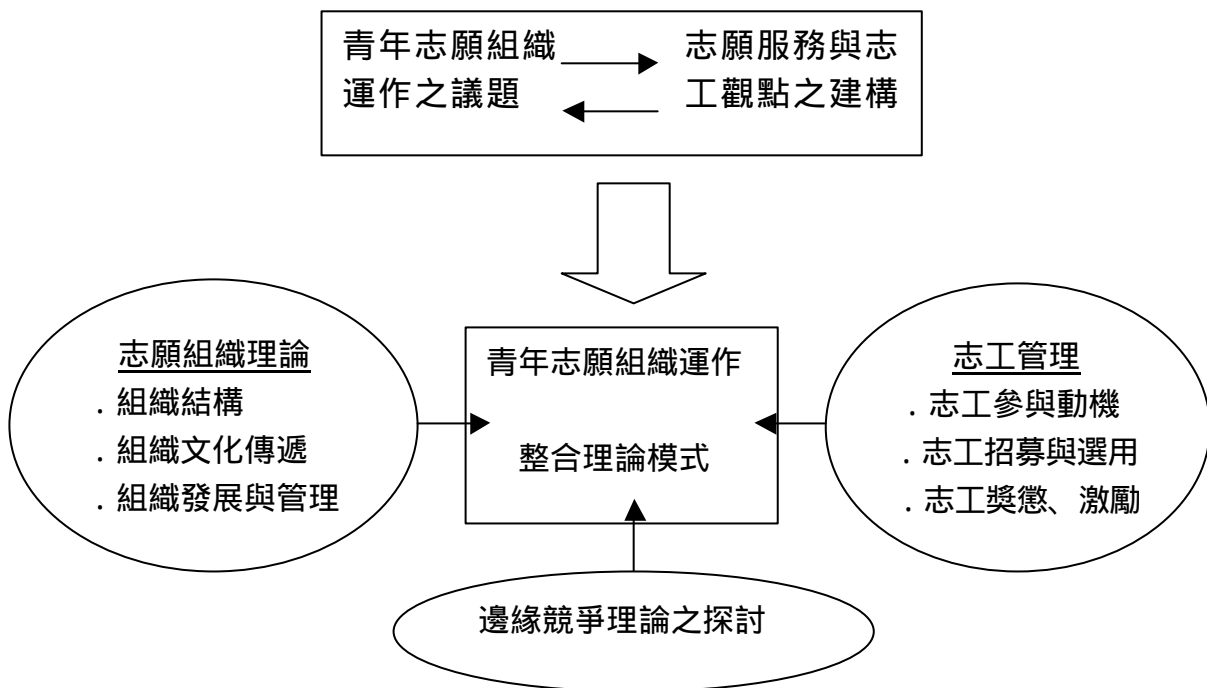 青年志願組織
運作之議題
志願服務與志
工觀點之建構
志願組織理論
. 組織結構
. 組織文化傳遞
. 組織發展與管理
青年志願組織運作
整合理論模式
志工管理
. 志工參與動機
. 志工招募與選用
. 志工獎懲、激勵
邊緣競爭理論之探討